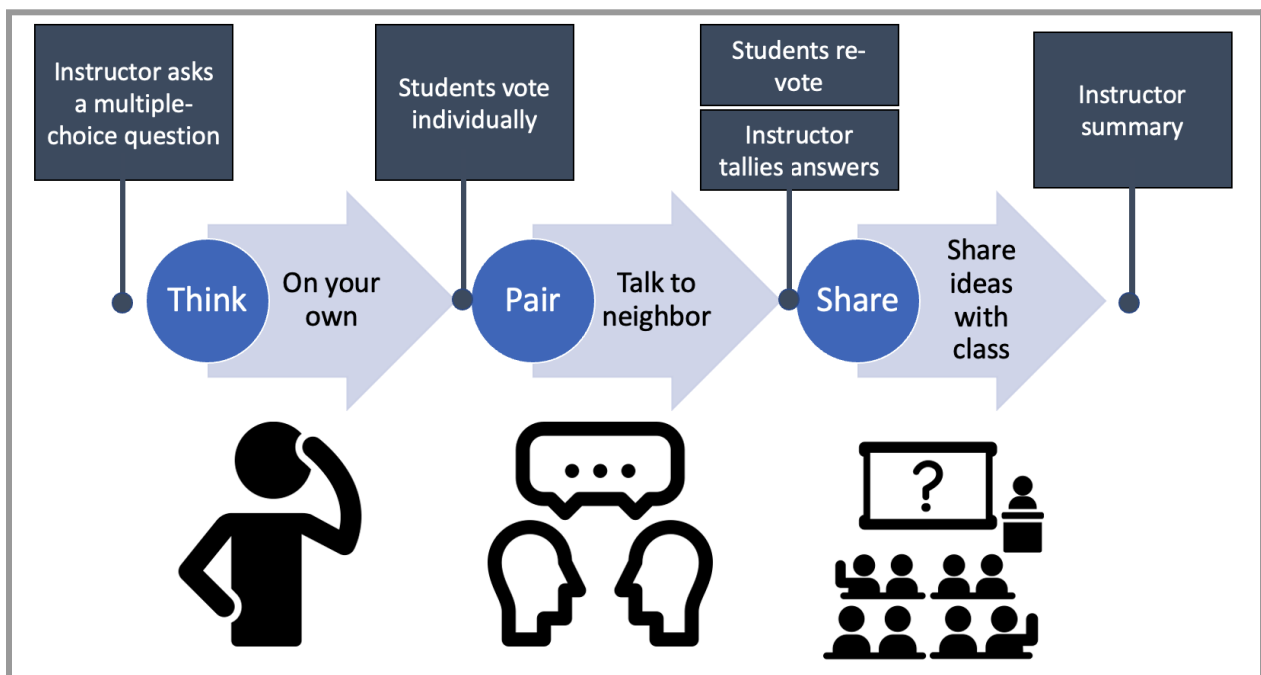 Instructor asks
a multiple-
choice question
Students vote
individually
Students re-
vote
Instructor
tallies answers
Instructor
summary
Think
On your
own
Pair
Talk to
neighbor
Share
Share
ideas
with
class
?